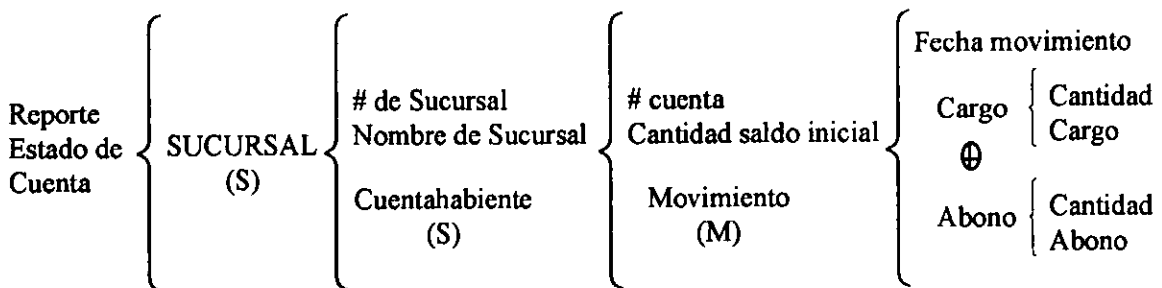 Reporte
Estado de
Cuenta
SUCURSAL
(S)
# de Sucursal
Nombre de Sucursal
Cuentahabiente
(S)
# cuenta
Cantidad saldo inicial
Movimiento
(M)
Fecha movimiento
Cargo
Cantidad
Cargo
⊕
Abono
Cantidad
Abono